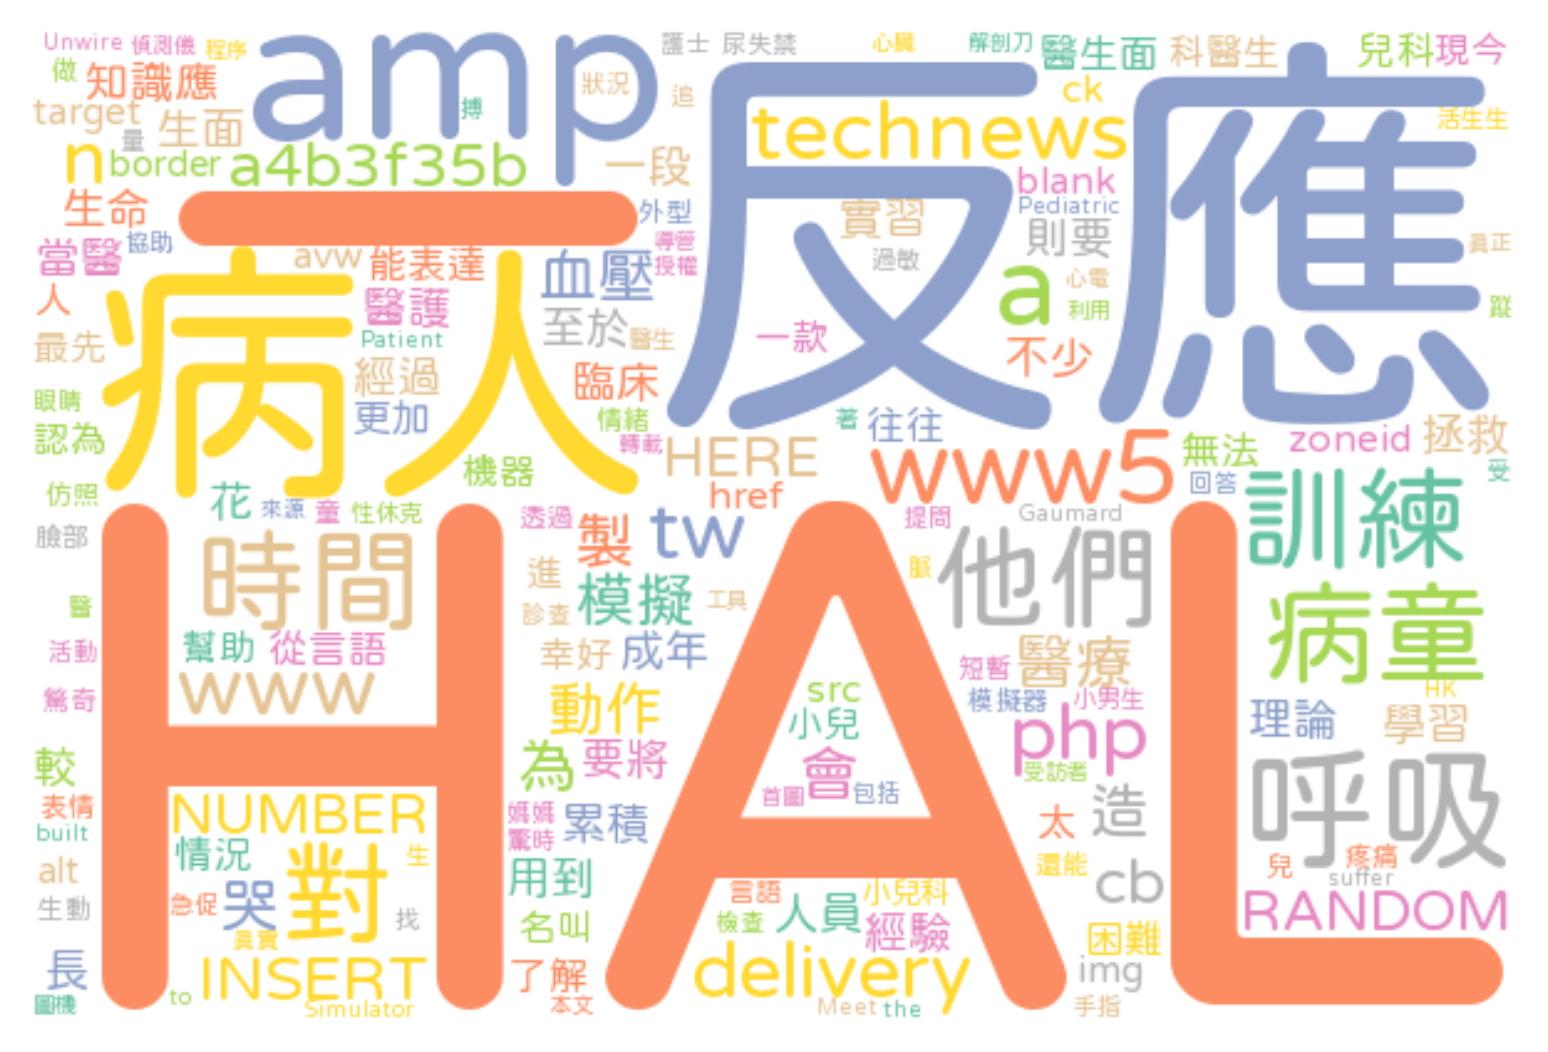 Unwire 偵測儀 程序 amp 護士 尿失禁 心臟 解剖刀 醫生面 科醫生 兒科 現今
做 知識應 狀況 追 反應 ck
target 量 生面 搏 technews 活生生
n border a4b3f35b 一段 blank
生命 一 外型 實習 Pediatric
當醫 協助 avw 能表達 血壓 導管 授權 過敏 則要 真正
人 病人 醫護 a 心電 利用 蹤
最先 Patient 至於 醫生 一款 不少
眼睛 經過 臨床
認為 更加 情緒 轉載 HERE 著 往往 無法 zoneid 拯救
機器 www5 回答 受
仿照 花 來源 童 性休克 href 訓練
臉部 HAL 時間 透過 製 tw 提問 Gaumard 他們
進 脈
醫 診查 模擬 工具 病童
活動 幫助 從言語 幸好 成年 短暫 醫療
驚奇 www 動作 src 模擬器 小男生 HK
小兒 php 理論 學習
較 為 要將 會 受訪者 呼吸
表情 NUMBER 媽媽 累積 首圖 包括 太 造
built 情況 驚時
alt 對 生 用到 還能 兒 疼痛
生動 急促 哭 找 言語 小兒科 cb suffer
真實 名叫 檢查 人員 經驗 困難 RANDOM
長 INSERT 了解 delivery img
圖機 to Simulator 本文 Meet the 手指